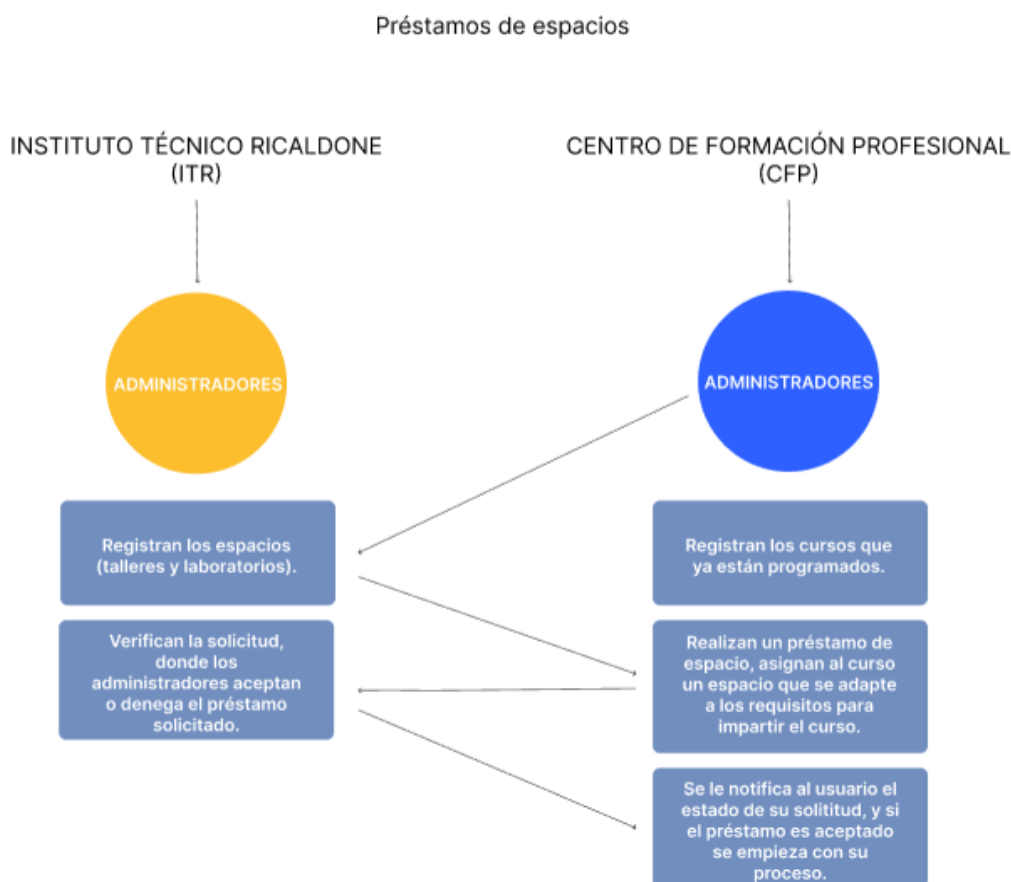 Préstamos de espacios
INSTITUTO TÉCNICO RICALDONE
(ITR)
CENTRO DE FORMACIÓN PROFESIONAL
(CFP)
ADMINISTRADORES
ADMINISTRADORES
Registran los espacios
(talleres y laboratorios).
Registran los cursos que
ya están programados.
Verifican la solicitud,
donde los
administradores aceptan
o denega el préstamo
solicitado.
Realizan un préstamo de
espacio, asignan al curso
un espacio que se adapte
a los requisitos para
impartir el curso.
Se le notifica al usuario el
estado de su solititud, y si
el préstamo es aceptado
se empieza con su
proceso.